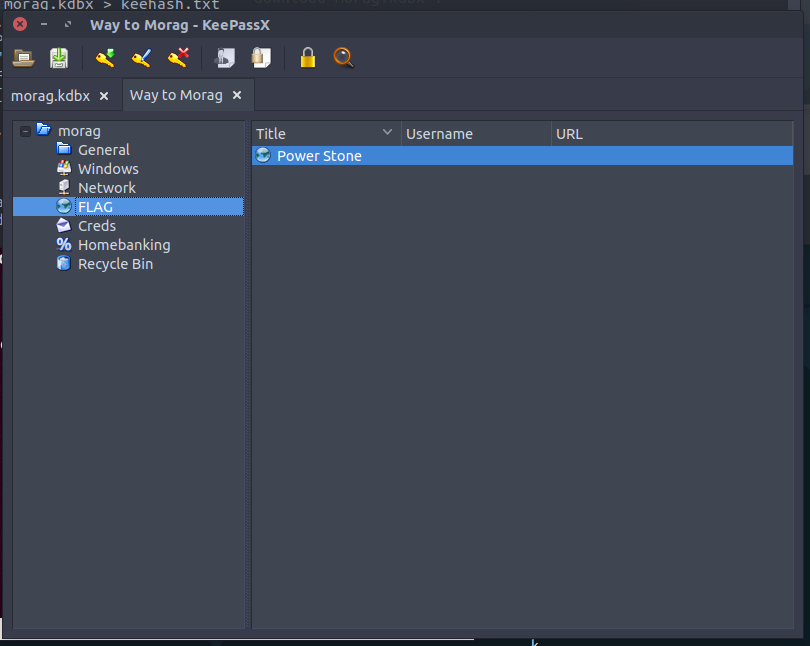 morag.kdbx > keehash.txt
Way to Morag - KeePassX
morag.kdbx
Way to Morag
morag
General
Windows
Network
FLAG
Creds
Homebanking
Recycle Bin
Title Username URL
Power Stone